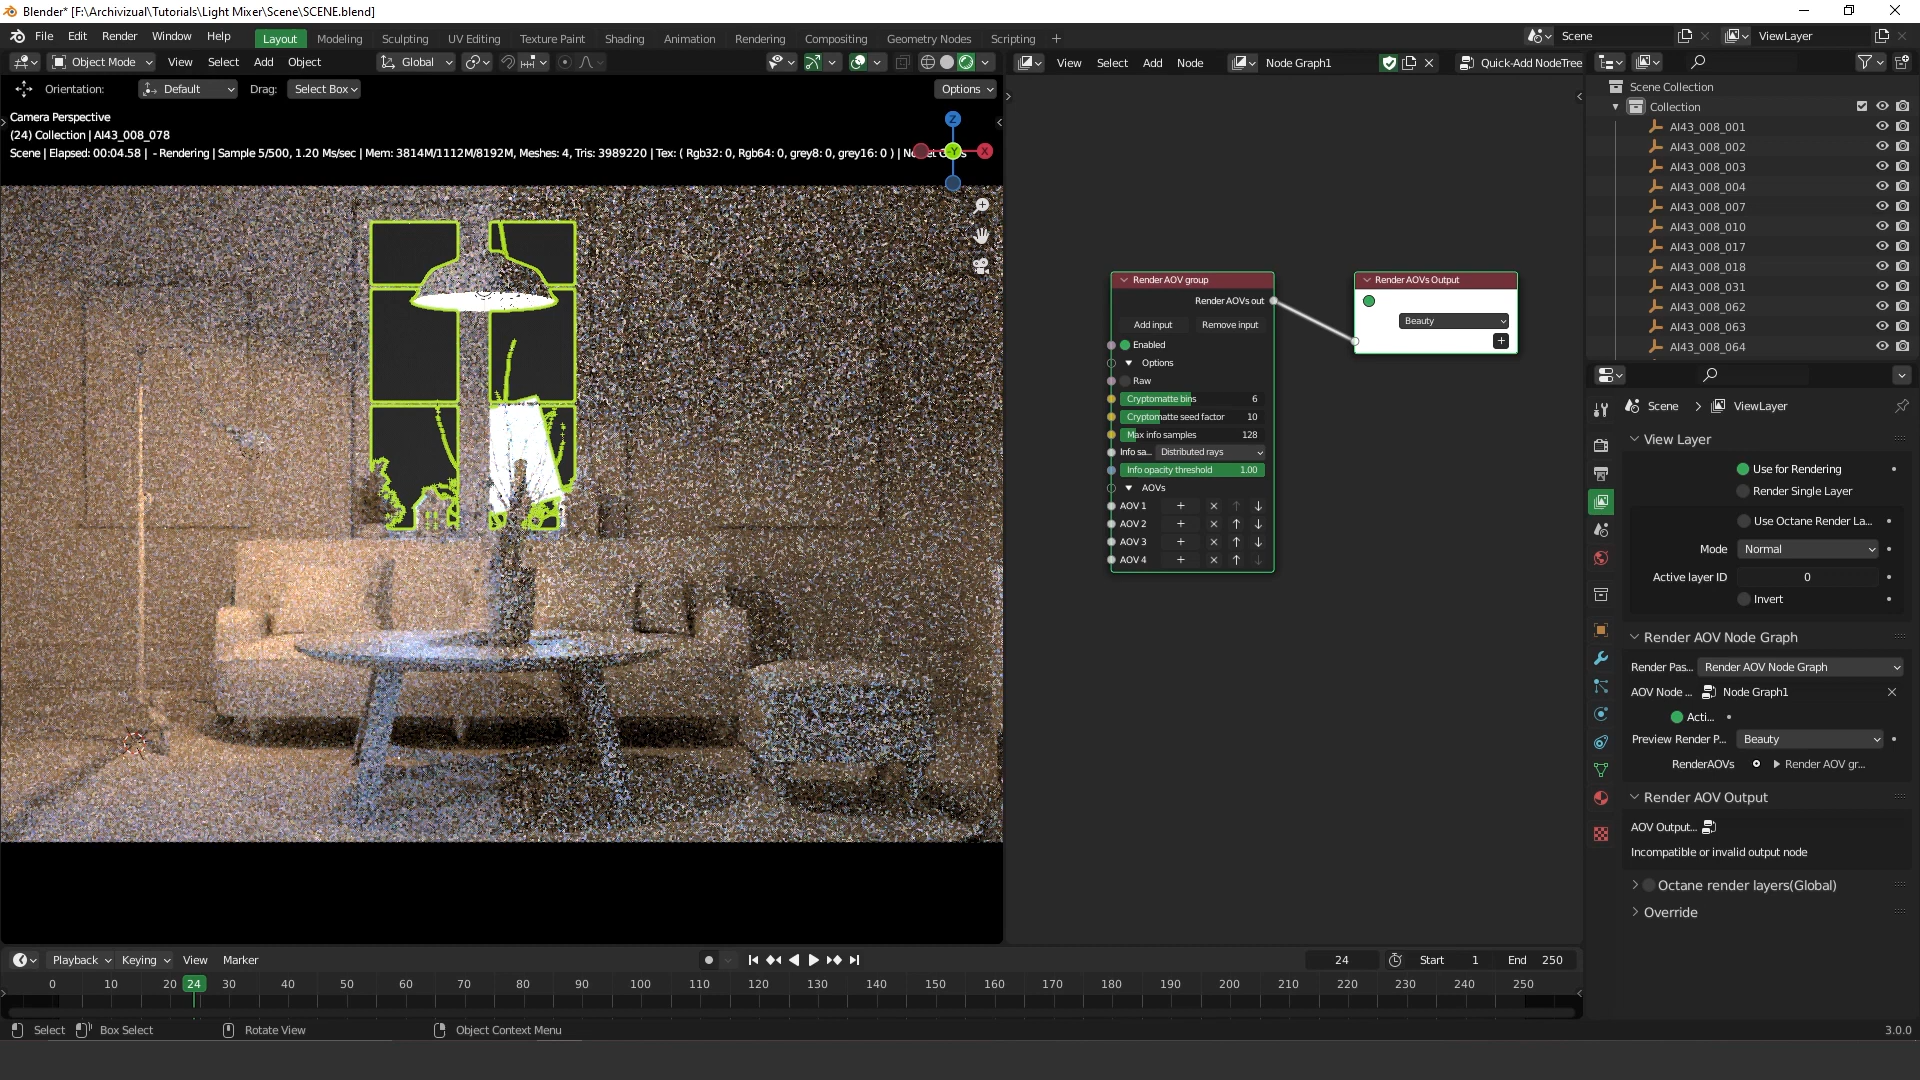 Blender* [F:\Archivizual\Tutorials\Light Mixer\Scene\SCENE.blend]
File Edit Render Window Help Layout Modeling Sculpting UV Editing Texture Paint Shading Animation Rendering Compositing Geometry Nodes Scripting + Scene ViewLayer
Object Mode View Select Add Object Global
View Select Add Node Node Graph1 Quick-Add NodeTree
Orientation: Default Drag: Select Box Options
Camera Perspective
(24) Collection | AI43_008_078
Scene | Elapsed: 00:04.58 | - Rendering | Sample 5/500, 1.20 Ms/sec | Mem: 3814M/1112M/8192M, Meshes: 4, Tris: 3989220 | Tex: ( Rgb32: 0, Rgb64: 0, grey8: 0, grey16: 0 ) |
Z
-Y
X
Render AOV group
Render AOVs out
Add input Remove input
Enabled
Options
Raw
Cryptomatte bins 6
Cryptomatte seed factor 10
Max info samples 128
Info sa... Distributed rays
Info opacity threshold 1.00
AOVs
AOV 1
AOV 2
AOV 3
AOV 4
Render AOVs Output
Beauty
Scene Collection
Collection
AI43_008_001
AI43_008_002
AI43_008_003
AI43_008_004
AI43_008_007
AI43_008_010
AI43_008_017
AI43_008_018
AI43_008_031
AI43_008_062
AI43_008_063
AI43_008_064
Scene > ViewLayer
View Layer
Use for Rendering
Render Single Layer
Use Octane Render La...
Mode Normal
Active layer ID 0
Invert
Render AOV Node Graph
Render Pas... Render AOV Node Graph
AOV Node ... Node Graph1
Acti...
Preview Render P... Beauty
RenderAOVs Render AOV gr...
Render AOV Output
AOV Output...
Incompatible or invalid output node
Octane render layers(Global)
Override
Playback Keying View Marker 24 Start 1 End 250
0 10 20 24 30 40 50 60 70 80 90 100 110 120 130 140 150 160 170 180 190 200 210 220 230 240 250
Select Box Select Rotate View Object Context Menu 3.0.0